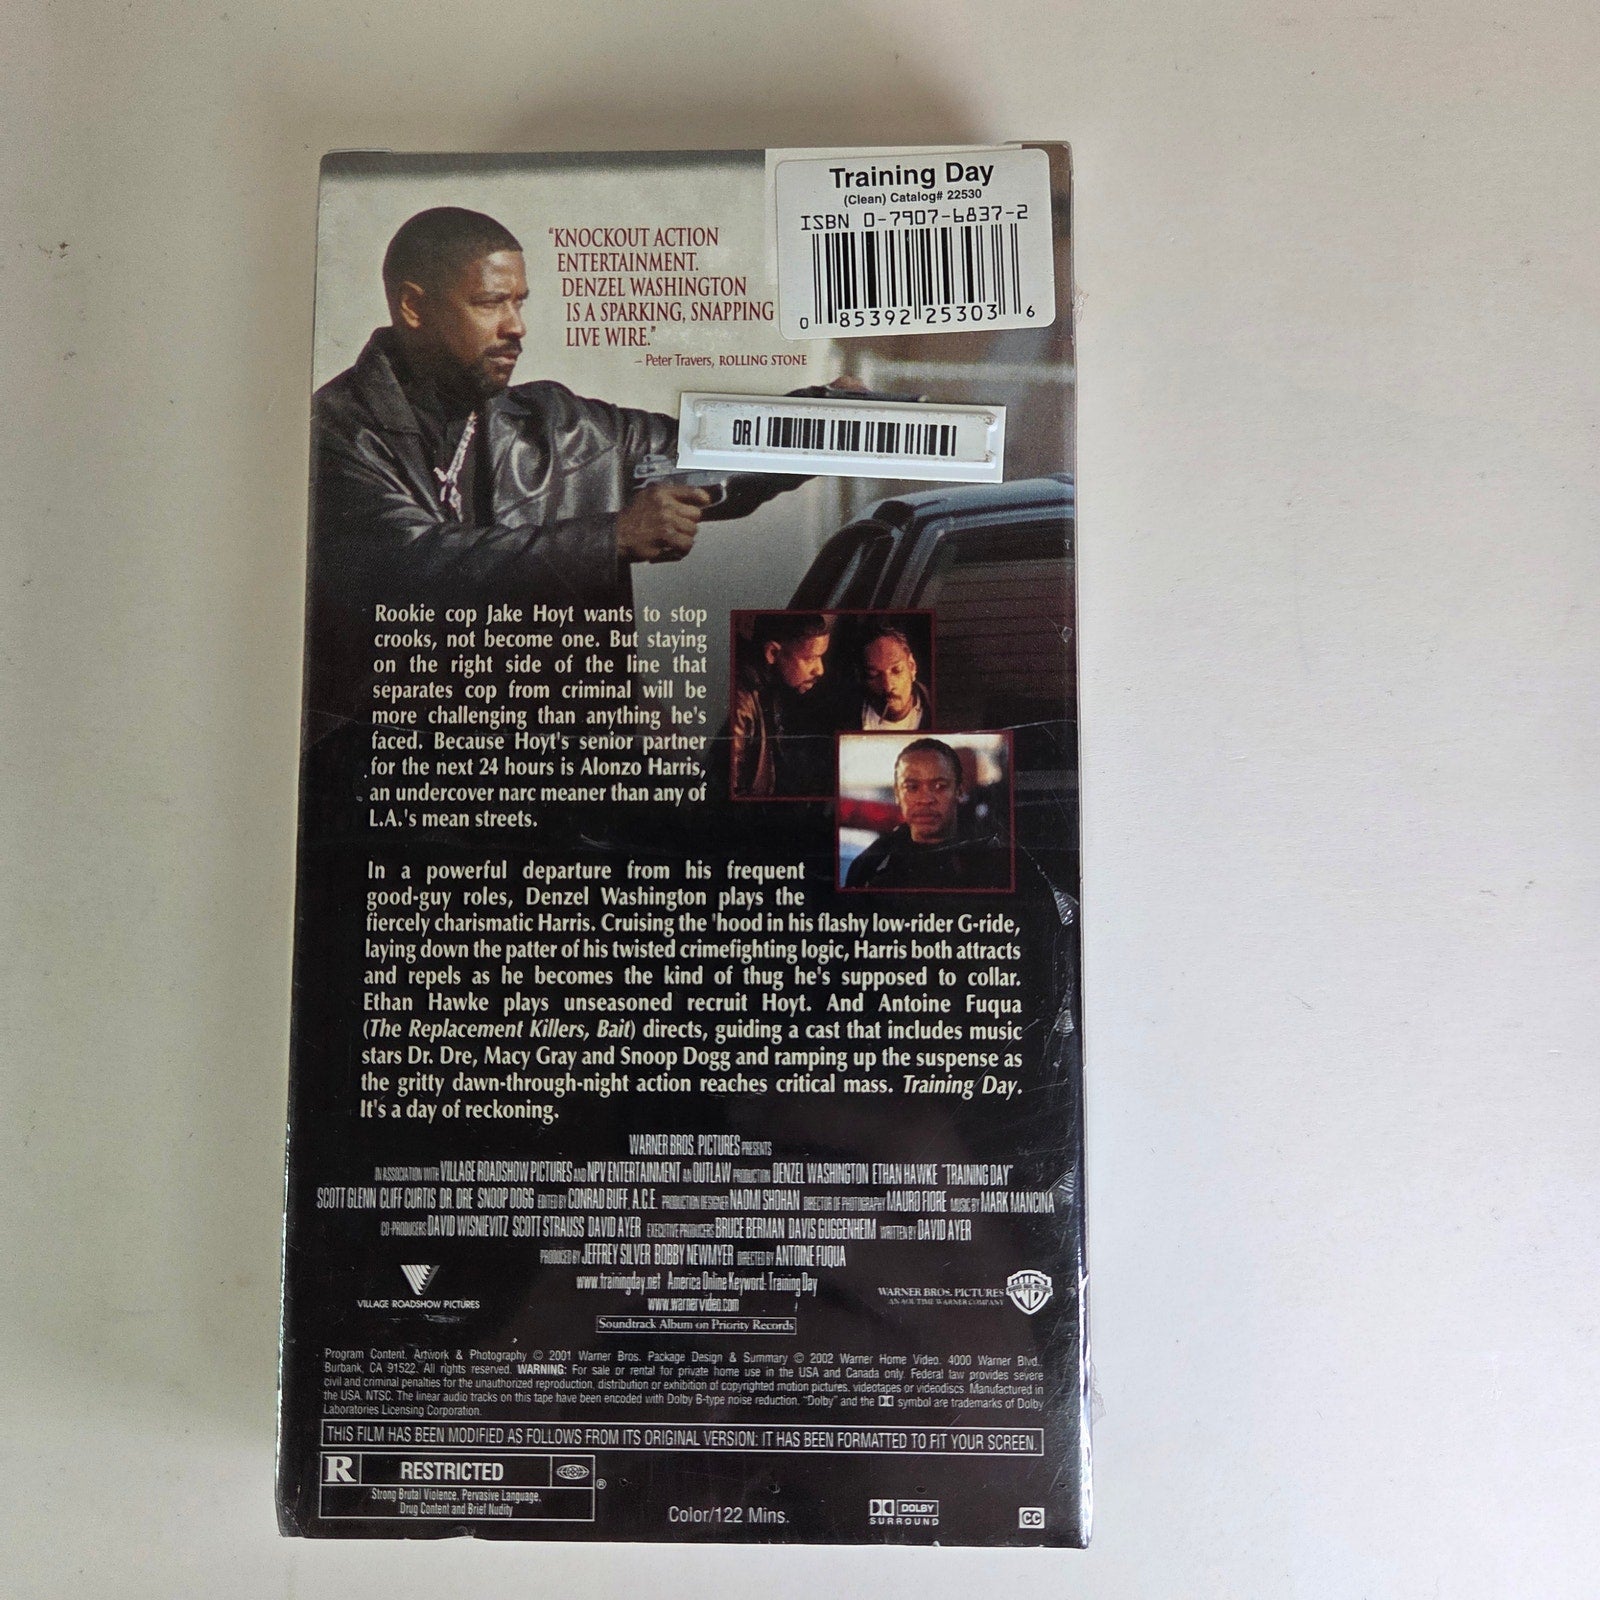 Training Day
(Clean) Catalog# 22530
ISBN 0-7907-6837-2
0 85392 25303 6
"KNOCKOUT ACTION
ENTERTAINMENT.
DENZEL WASHINGTON
IS A SPARKING, SNAPPING
LIVE WIRE."
– Peter Travers, ROLLING STONE
OR
Rookie cop Jake Hoyt wants to stop
crooks, not become one. But staying
on the right side of the line that
separates cop from criminal will be
more challenging than anything he's
faced. Because Hoyt's senior partner
for the next 24 hours is Alonzo Harris,
an undercover narc meaner than any of
L.A.'s mean streets.
In a powerful departure from his frequent
good-guy roles, Denzel Washington plays the
fiercely charismatic Harris. Cruising the 'hood in his flashy low-rider G-ride,
laying down the patter of his twisted crimefighting logic, Harris both attracts
and repels as he becomes the kind of thug he's supposed to collar.
Ethan Hawke plays unseasoned recruit Hoyt. And Antoine Fuqua
(The Replacement Killers, Bait) directs, guiding a cast that includes music
stars Dr. Dre, Macy Gray and Snoop Dogg and ramping up the suspense as
the gritty dawn-through-night action reaches critical mass. Training Day.
It's a day of reckoning.
WARNER BROS. PICTURES PRESENTS
IN ASSOCIATION WITH VILLAGE ROADSHOW PICTURES AND NPV ENTERTAINMENT AN OUTLAW PRODUCTION DENZEL WASHINGTON ETHAN HAWKE "TRAINING DAY"
SCOTT GLENN CLIFF CURTIS DR. DRE SNOOP DOGG EDITED BY CONRAD BUFF, A.C.E. PRODUCTION DESIGNER NAOMI SHOHAN DIRECTOR OF PHOTOGRAPHY MAURO FIORE MUSIC BY MARK MANCINA
CO-PRODUCERS DAVID WISNIEVITZ SCOTT STRAUSS DAVID AYER EXECUTIVE PRODUCERS BRUCE BERMAN DAVIS GUGGENHEIM WRITTEN BY DAVID AYER
PRODUCED BY JEFFREY SILVER BOBBY NEWMYER DIRECTED BY ANTOINE FUQUA
www.trainingday.net America Online Keyword: Training Day
www.warnervideo.com
Soundtrack Album on Priority Records
VILLAGE ROADSHOW PICTURES
WARNER BROS. PICTURES
AN AOL TIME WARNER COMPANY
WB
Program Content, Artwork & Photography © 2001 Warner Bros. Package Design & Summary © 2002 Warner Home Video. 4000 Warner Blvd.,
Burbank, CA 91522. All rights reserved. WARNING: For sale or rental for private home use in the USA and Canada only. Federal law provides severe
civil and criminal penalties for the unauthorized reproduction, distribution or exhibition of copyrighted motion pictures, videotapes or videodiscs. Manufactured in
the USA. NTSC. The linear audio tracks on this tape have been encoded with Dolby B-type noise reduction. "Dolby" and the DD symbol are trademarks of Dolby
Laboratories Licensing Corporation.
THIS FILM HAS BEEN MODIFIED AS FOLLOWS FROM ITS ORIGINAL VERSION: IT HAS BEEN FORMATTED TO FIT YOUR SCREEN.
R RESTRICTED ®
Strong Brutal Violence, Pervasive Language,
Drug Content and Brief Nudity
Color/122 Mins.
DOLBY
SURROUND
CC